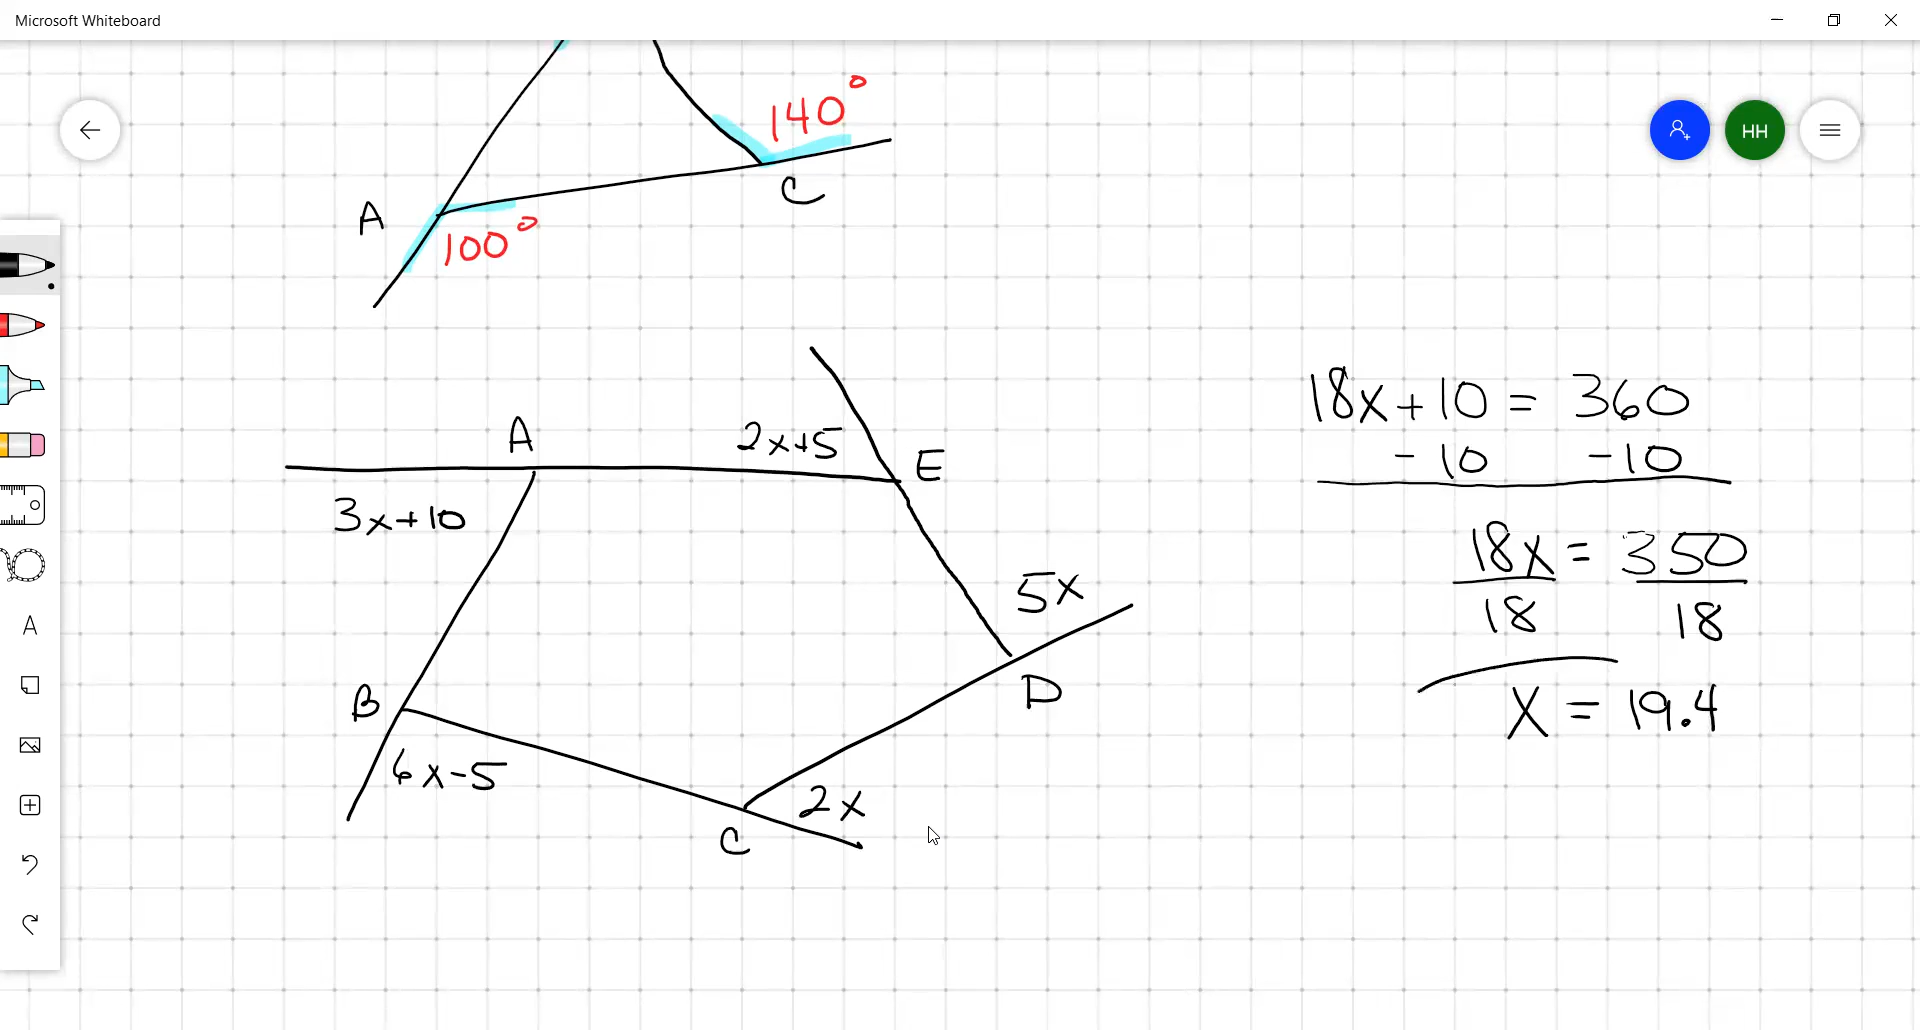 Microsoft Whiteboard
140°
C
A
100°
HH
A
2x+5
E
3x+10
5x
D
B
6x-5
2x
C
18x+10 = 360
-10 -10
18x = 350
18 18
x = 19.4
A